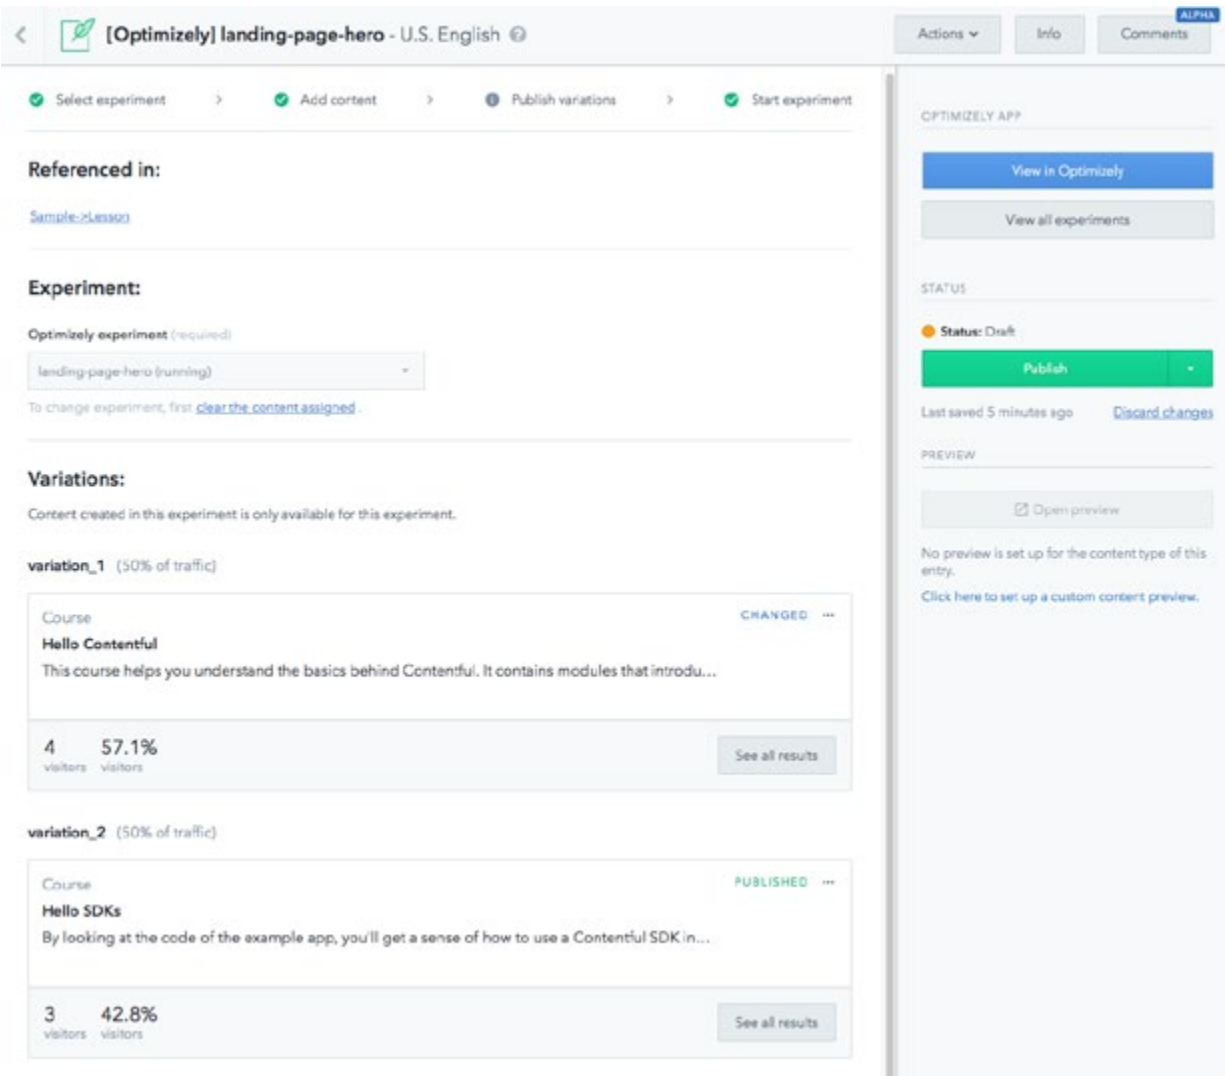 [Optimizely] landing-page-hero - U.S. English
Actions
Info
ALPHA
Comments
Select experiment > Add content > Publish variations > Start experiment
Referenced in:
Sample->Lesson
Experiment:
Optimizely experiment (required)
landing-page-hero (running)
To change experiment, first clear the content assigned .
Variations:
Content created in this experiment is only available for this experiment.
variation_1 (50% of traffic)
Course
CHANGED ...
Hello Contentful
This course helps you understand the basics behind Contentful. It contains modules that introdu...
4 57.1%
visitors visitors
See all results
variation_2 (50% of traffic)
Course
PUBLISHED ...
Hello SDKs
By looking at the code of the example app, you'll get a sense of how to use a Contentful SDK in...
3 42.8%
visitors visitors
See all results
OPTIMIZELY APP
View in Optimizely
View all experiments
STATUS
Status: Draft
Publish
Last saved 5 minutes ago Discard changes
PREVIEW
Open preview
No preview is set up for the content type of this
entry.
Click here to set up a custom content preview.